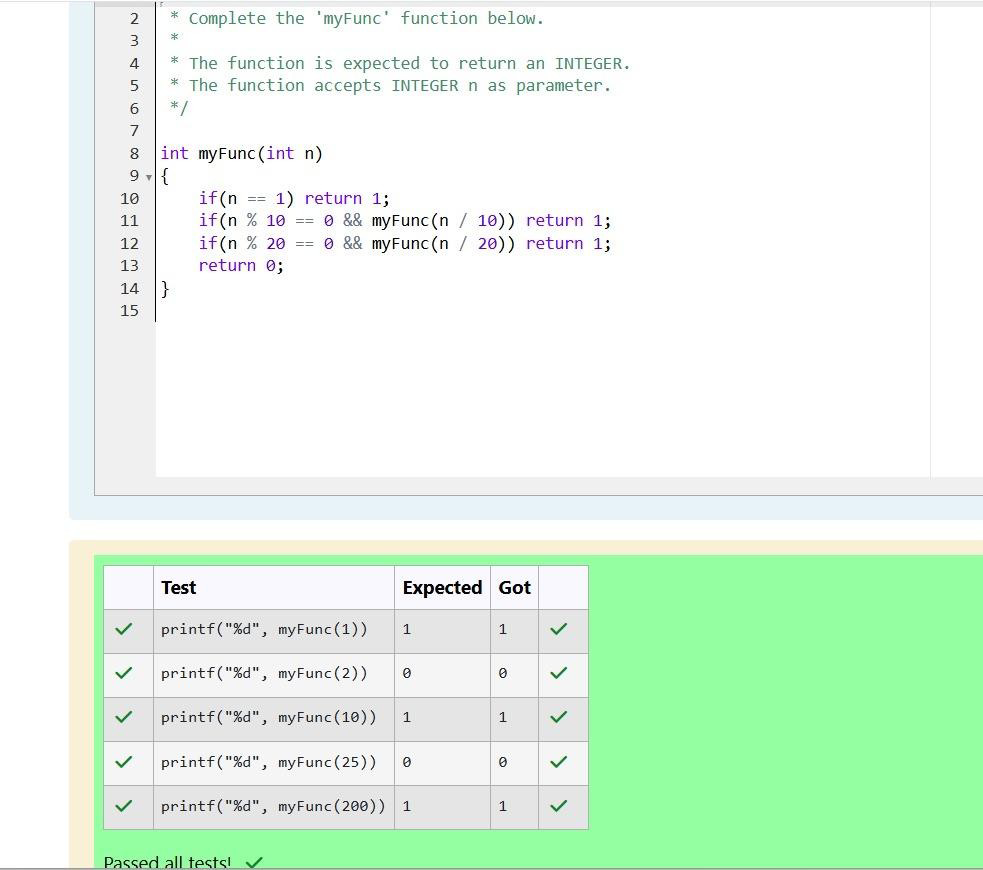 2 * Complete the 'myFunc' function below.
3 *
4 * The function is expected to return an INTEGER.
5 * The function accepts INTEGER n as parameter.
6 */
7
8 int myFunc(int n)
9 {
10 if(n == 1) return 1;
11 if(n % 10 == 0 && myFunc(n / 10)) return 1;
12 if(n % 20 == 0 && myFunc(n / 20)) return 1;
13 return 0;
14 }
15
Test Expected Got
printf("%d", myFunc(1)) 1 1
printf("%d", myFunc(2)) 0 0
printf("%d", myFunc(10)) 1 1
printf("%d", myFunc(25)) 0 0
printf("%d", myFunc(200)) 1 1
Passed all tests!